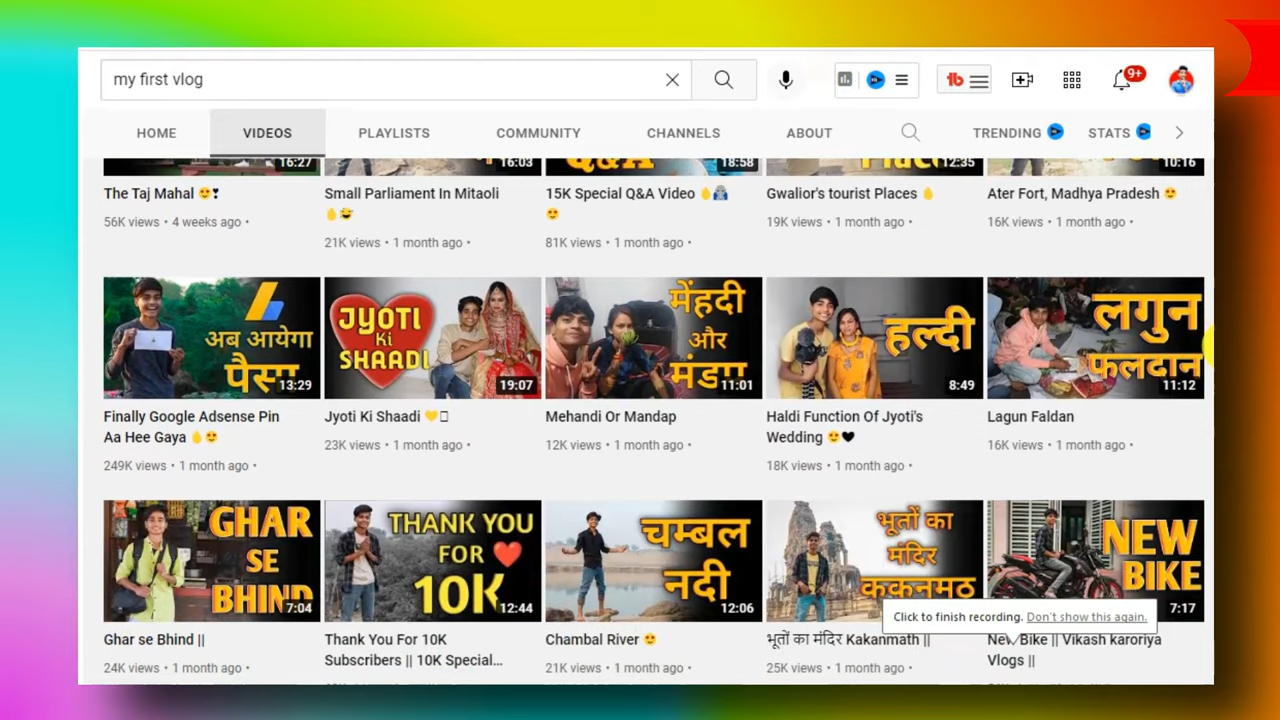 my first vlog
9+
HOME VIDEOS PLAYLISTS COMMUNITY CHANNELS ABOUT TRENDING STATS
16:27 16:03 Q&A 18:58 12:35 10:16
The Taj Mahal 😍❣
56K views • 4 weeks ago •
Small Parliament In Mitaoli
🤚😅
21K views • 1 month ago •
15K Special Q&A Video
😍
81K views • 1 month ago •
Gwalior's tourist Places
19K views • 1 month ago •
Ater Fort, Madhya Pradesh 😍
16K views • 1 month ago •
अब आयेगा
पैसा
13:29
Finally Google Adsense Pin
Aa Hee Gaya 🤚😍
249K views • 1 month ago •
JYOTI
Ki
SHAADI
19:07
Jyoti Ki Shaadi 💛
23K views • 1 month ago •
मेंहदी
और
मंडप
11:01
Mehandi Or Mandap
12K views • 1 month ago •
हल्दी
8:49
Haldi Function Of Jyoti's
Wedding 😍🖤
18K views • 1 month ago •
लगुन
फलदान
11:12
Lagun Faldan
16K views • 1 month ago •
GHAR
SE
BHIND
7:04
Ghar se Bhind ||
24K views • 1 month ago •
THANK YOU
FOR ❤️
10K
12:44
Thank You For 10K
Subscribers || 10K Special...
चम्बल
नदी
12:06
Chambal River 😍
21K views • 1 month ago •
भूतों का
मंदिर
ककनमठ
भूतों का मंदिर Kakanmath ||
25K views • 1 month ago •
NEW
BIKE
7:17
Click to finish recording. Don't show this again.
New Bike || Vikash karoriya
Vlogs ||